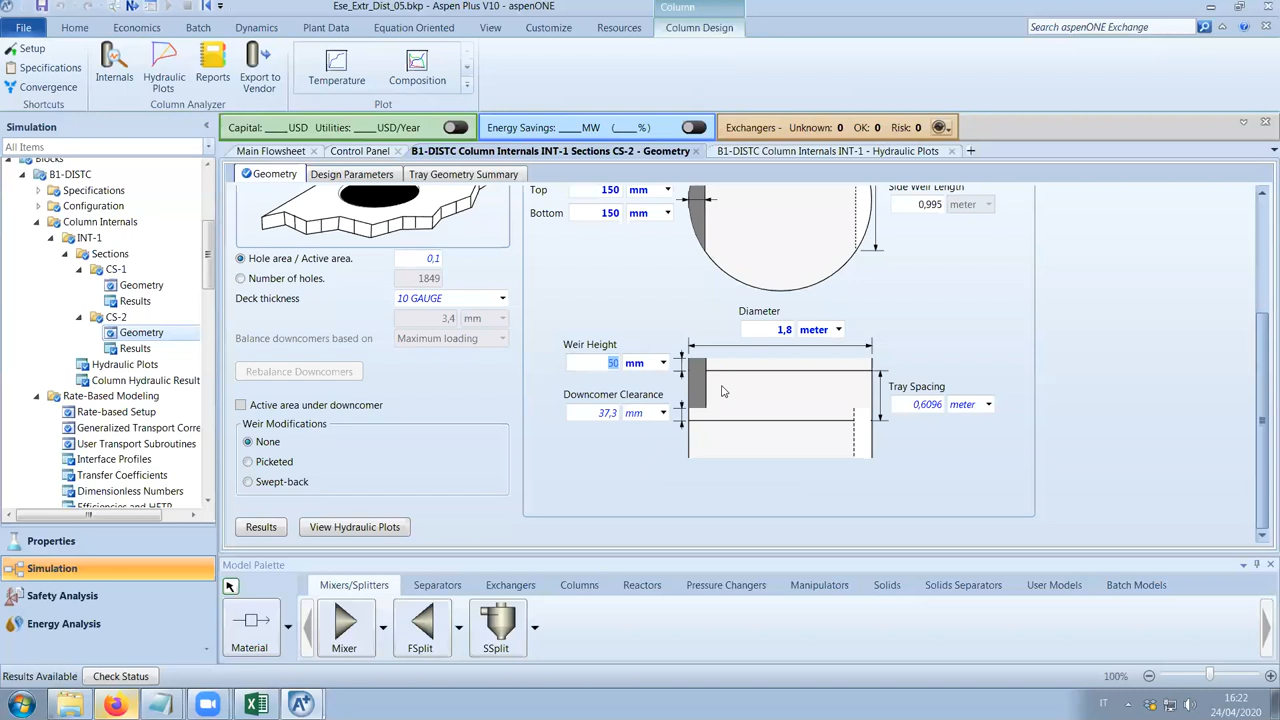 Ese_Extr_Dist_05.bkp - Aspen Plus V10 - aspenONE
Column
File Home Economics Batch Dynamics Plant Data Equation Oriented View Customize Resources Column Design
Search aspenONE Exchange
Setup
Specifications
Convergence
Shortcuts
Internals
Hydraulic Plots
Reports
Export to Vendor
Column Analyzer
Temperature
Composition
Plot
Simulation
Capital: ____ USD Utilities: ____ USD/Year
Energy Savings: ____ MW (____%)
Exchangers - Unknown: 0 OK: 0 Risk: 0
All Items
Main Flowsheet
Control Panel
B1-DISTC Column Internals INT-1 Sections CS-2 - Geometry
B1-DISTC Column Internals INT-1 - Hydraulic Plots
Blocks
B1-DISTC
Specifications
Configuration
Column Internals
INT-1
Sections
CS-1
Geometry
Results
CS-2
Geometry
Results
Hydraulic Plots
Column Hydraulic Result
Rate-Based Modeling
Rate-based Setup
Generalized Transport Corre
User Transport Subroutines
Interface Profiles
Transfer Coefficients
Dimensionless Numbers
Efficiencies and HETP
Geometry
Design Parameters
Tray Geometry Summary
Top 150 mm
Bottom 150 mm
Side Weir Length
0,995 meter
Hole area / Active area. 0,1
Number of holes. 1849
Deck thickness 10 GAUGE
3,4 mm
Balance downcomers based on Maximum loading
Rebalance Downcomers
Active area under downcomer
Weir Modifications
None
Picketed
Swept-back
Diameter
1,8 meter
Weir Height
50 mm
Downcomer Clearance
37,3 mm
Tray Spacing
0,6096 meter
Results
View Hydraulic Plots
Properties
Simulation
Safety Analysis
Energy Analysis
Model Palette
Mixers/Splitters Separators Exchangers Columns Reactors Pressure Changers Manipulators Solids Solids Separators User Models Batch Models
Material
Mixer
FSplit
SSplit
Results Available
Check Status
100%
IT
16:22
24/04/2020